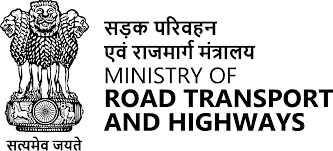 सड़क परिवहन
एवं राजमार्ग मंत्रालय
MINISTRY OF
ROAD TRANSPORT
AND HIGHWAYS
सत्यमेव जयते